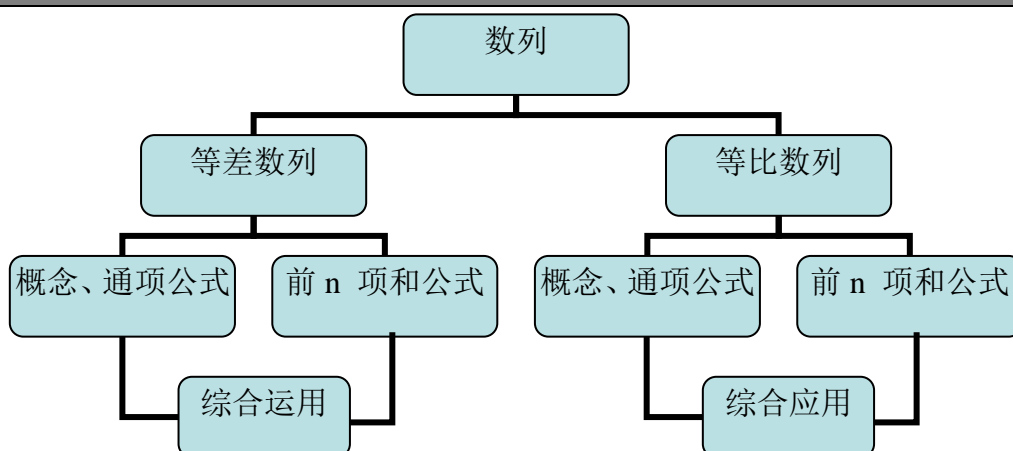 数列
等差数列
等比数列
概念、通项公式
前 n 项和公式
概念、通项公式
前 n 项和公式
综合运用
综合应用